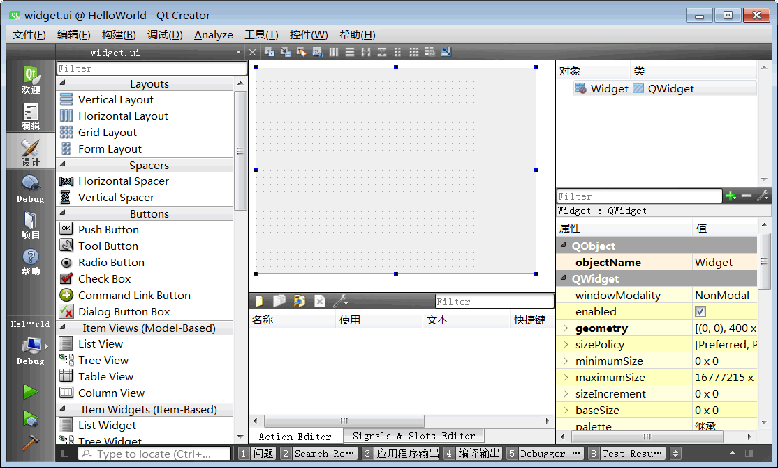 widget.ui @ HelloWorld - Qt Creator
文件(F) 编辑(E) 构建(B) 调试(D) Analyze 工具(T) 控件(W) 帮助(H)
widget.ui
欢迎
编辑
设计
Debug
项目
帮助
Hel⋯orld
Debug
Filter
Layouts
Vertical Layout
Horizontal Layout
Grid Layout
Form Layout
Spacers
Horizontal Spacer
Vertical Spacer
Buttons
Push Button
Tool Button
Radio Button
Check Box
Command Link Button
Dialog Button Box
Item Views (Model-Based)
List View
Tree View
Table View
Column View
Item Widgets (Item-Based)
List Widget
Tree Widget
Filter
名称 使用 文本 快捷键
Action Editor Signals & Slots Editor
对象 类
Widget QWidget
Filter
Widget : QWidget
属性 值
QObject
objectName Widget
QWidget
windowModality NonModal
enabled
geometry [(0, 0), 400 x
sizePolicy [Preferred, P
minimumSize 0 x 0
maximumSize 16777215 x
sizeIncrement 0 x 0
baseSize 0 x 0
palette 继承
Type to locate (Ctrl+... 1 问题 2 Search Re⋯ 3 应用程序输出 4 编译输出 5 Debugger ⋯ 8 Test Resu⋯